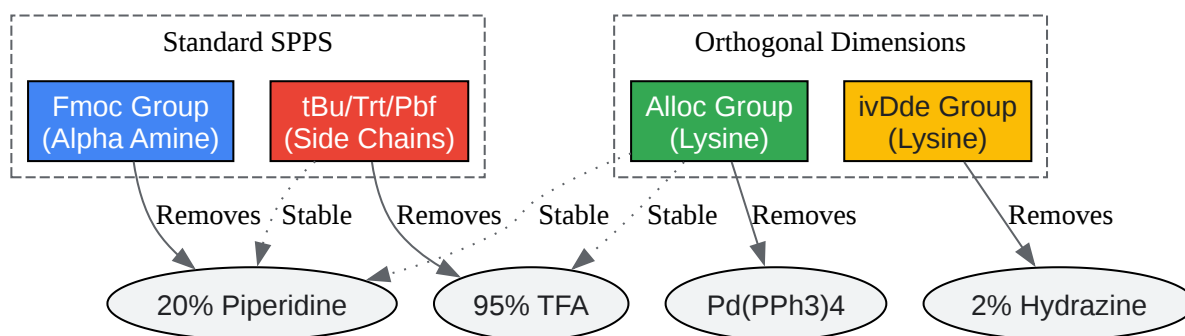 Standard SPPS
Orthogonal Dimensions
Fmoc Group
(Alpha Amine)
tBu/Trt/Pbf
(Side Chains)
Alloc Group
(Lysine)
ivDde Group
(Lysine)
Removes
Stable
Removes
Stable
Stable
Removes
Removes
20% Piperidine
95% TFA
Pd(PPh3)4
2% Hydrazine